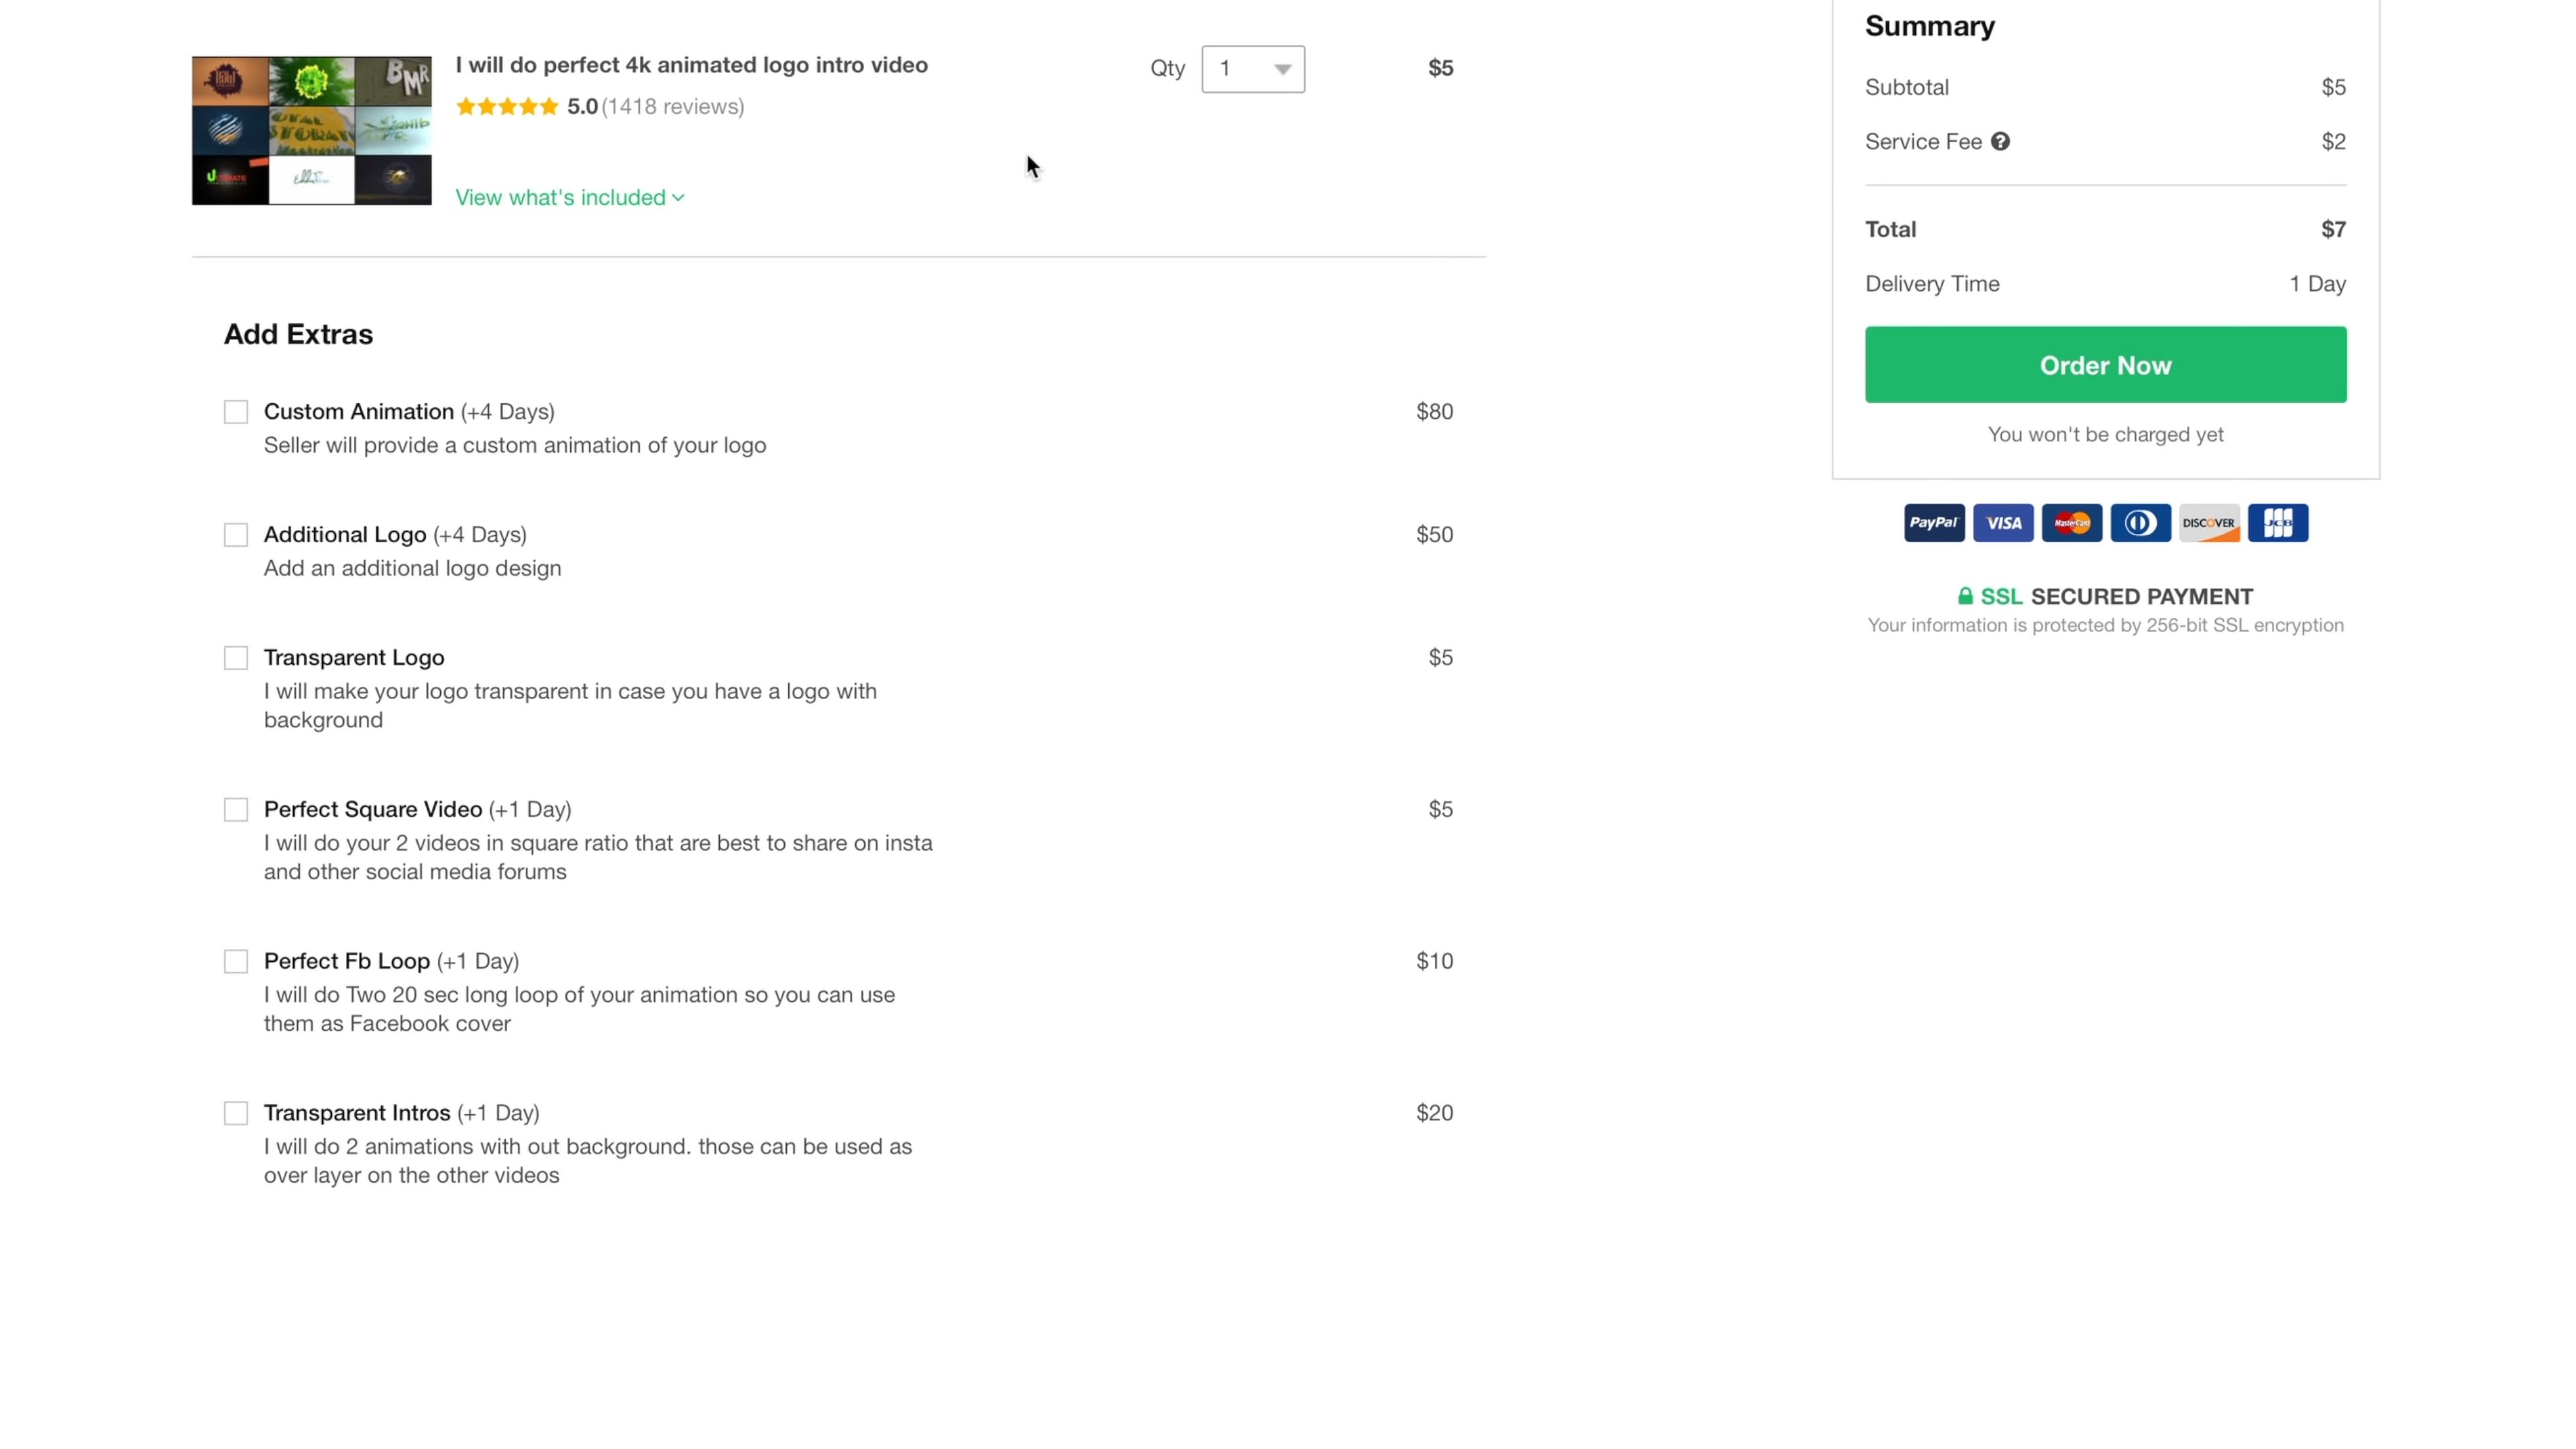 I will do perfect 4k animated logo intro video
5.0 (1418 reviews)
View what's included
Qty 1 $5
Add Extras
Custom Animation (+4 Days) $80
Seller will provide a custom animation of your logo
Additional Logo (+4 Days) $50
Add an additional logo design
Transparent Logo $5
I will make your logo transparent in case you have a logo with
background
Perfect Square Video (+1 Day) $5
I will do your 2 videos in square ratio that are best to share on insta
and other social media forums
Perfect Fb Loop (+1 Day) $10
I will do Two 20 sec long loop of your animation so you can use
them as Facebook cover
Transparent Intros (+1 Day) $20
I will do 2 animations with out background. those can be used as
over layer on the other videos
Summary
Subtotal $5
Service Fee $2
Total $7
Delivery Time 1 Day
Order Now
You won't be charged yet
PayPal VISA MasterCard DISCOVER JCB
SSL SECURED PAYMENT
Your information is protected by 256-bit SSL encryption
BMR